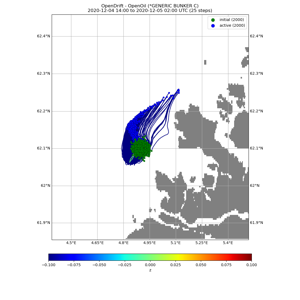 OpenDrift - OpenOil (*GENERIC BUNKER C)
2020-12-04 14:00 to 2020-12-05 02:00 UTC (25 steps)
initial (2000)
active (2000)
62.4°N 62.4°N
62.3°N 62.3°N
62.2°N 62.2°N
62.1°N 62.1°N
62°N 62°N
61.9°N 61.9°N
4.5°E 4.65°E 4.8°E 4.95°E 5.1°E 5.25°E 5.4°E
−0.100 −0.075 −0.050 −0.025 0.000 0.025 0.050 0.075 0.100
z